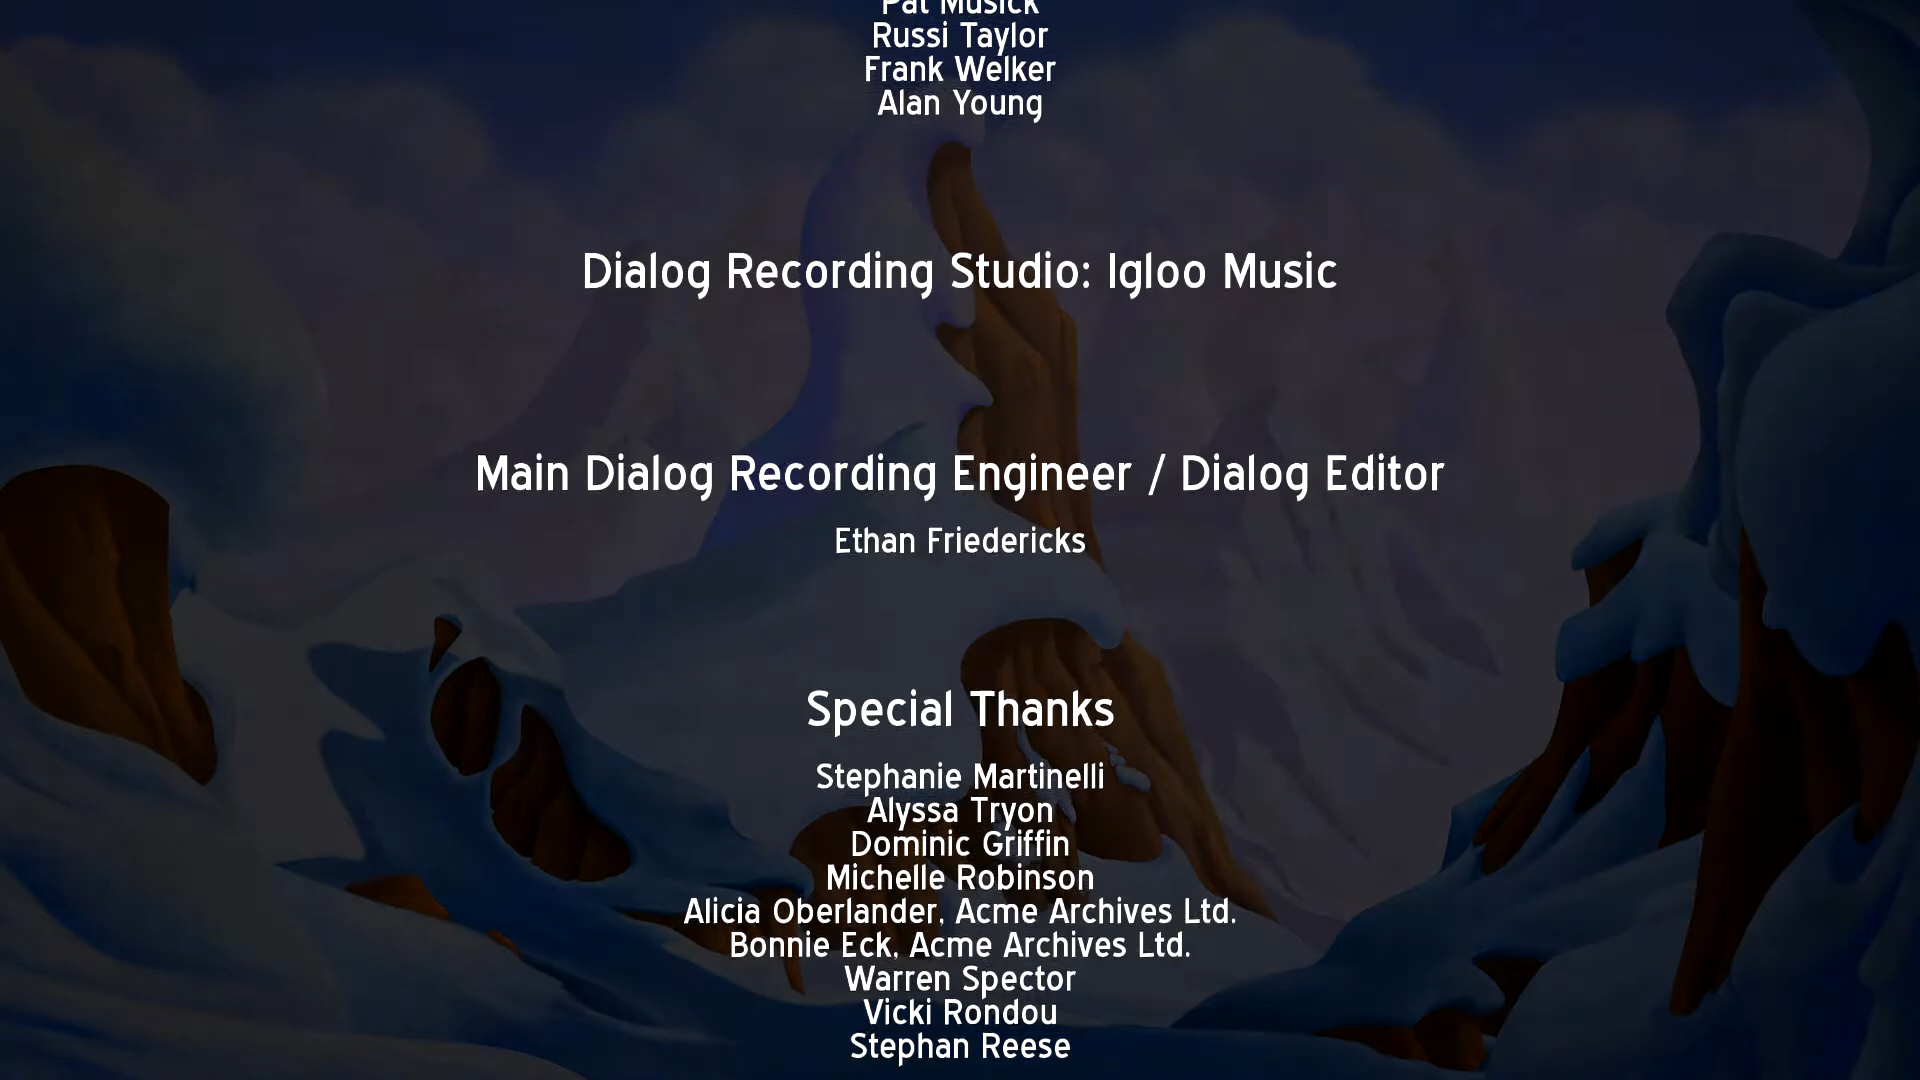 Pat Musick
Russi Taylor
Frank Welker
Alan Young
Dialog Recording Studio: Igloo Music
Main Dialog Recording Engineer / Dialog Editor
Ethan Friedericks
Special Thanks
Stephanie Martinelli
Alyssa Tryon
Dominic Griffin
Michelle Robinson
Alicia Oberlander, Acme Archives Ltd.
Bonnie Eck, Acme Archives Ltd.
Warren Spector
Vicki Rondou
Stephan Reese